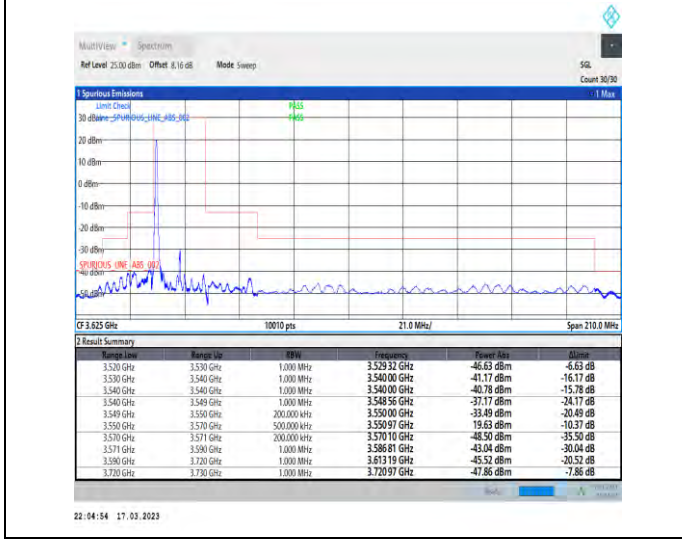 MultiView Spectrum
Ref Level 25.00 dBm Offset 8.16 dB Mode Sweep
SGL
Count 30/30
1 Spurious Emissions
1 Max
Limit Check PASS
30 dBm Line _SPURIOUS_LINE_ABS_002 PASS
20 dBm
10 dBm
0 dBm
-10 dBm
-20 dBm
-30 dBm
_SPURIOUS_LINE_ABS_002
-40 dBm
-50 dBm
CF 3.625 GHz 10010 pts 21.0 MHz/ Span 210.0 MHz
2 Result Summary
Range Low Range Up RBW Frequency Power Abs ΔLimit
3.520 GHz 3.530 GHz 1.000 MHz 3.529 32 GHz -46.63 dBm -6.63 dB
3.530 GHz 3.540 GHz 1.000 MHz 3.540 00 GHz -41.17 dBm -16.17 dB
3.540 GHz 3.540 GHz 1.000 MHz 3.540 00 GHz -40.78 dBm -15.78 dB
3.540 GHz 3.549 GHz 1.000 MHz 3.548 56 GHz -37.17 dBm -24.17 dB
3.549 GHz 3.550 GHz 200.000 kHz 3.550 00 GHz -33.49 dBm -20.49 dB
3.550 GHz 3.570 GHz 500.000 kHz 3.550 97 GHz 19.63 dBm -10.37 dB
3.570 GHz 3.571 GHz 200.000 kHz 3.570 10 GHz -48.50 dBm -35.50 dB
3.571 GHz 3.590 GHz 1.000 MHz 3.586 81 GHz -43.04 dBm -30.04 dB
3.590 GHz 3.720 GHz 1.000 MHz 3.613 19 GHz -45.52 dBm -20.52 dB
3.720 GHz 3.730 GHz 1.000 MHz 3.720 97 GHz -47.86 dBm -7.86 dB
22:04:54 17.03.2023